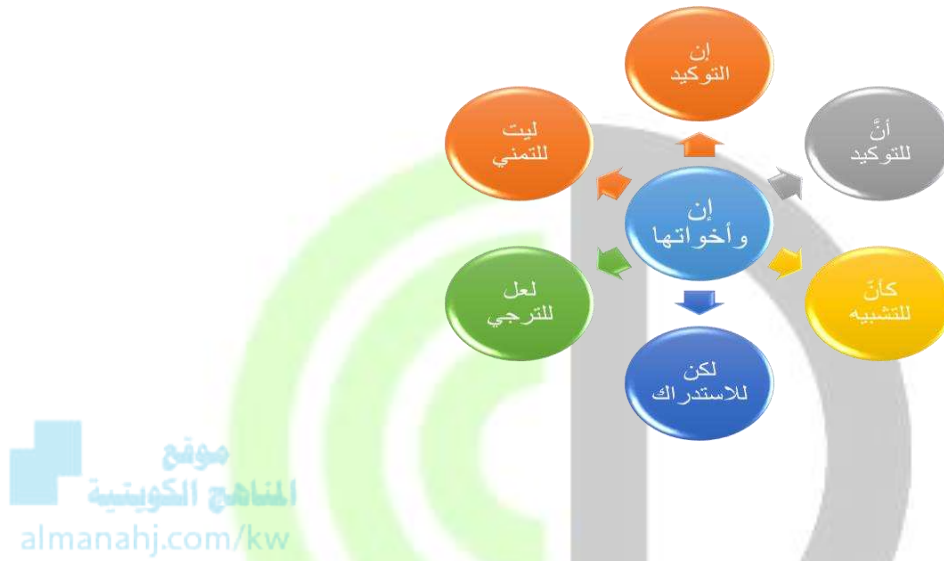 إن
التوكيد
أنَّ
للتوكيد
ليت
للتمني
إن
وأخواتها
كأنّ
للتشبيه
لعل
للترجي
لكن
للاستدراك
موقع
المناهج الكويتية
almanahj.com/kw